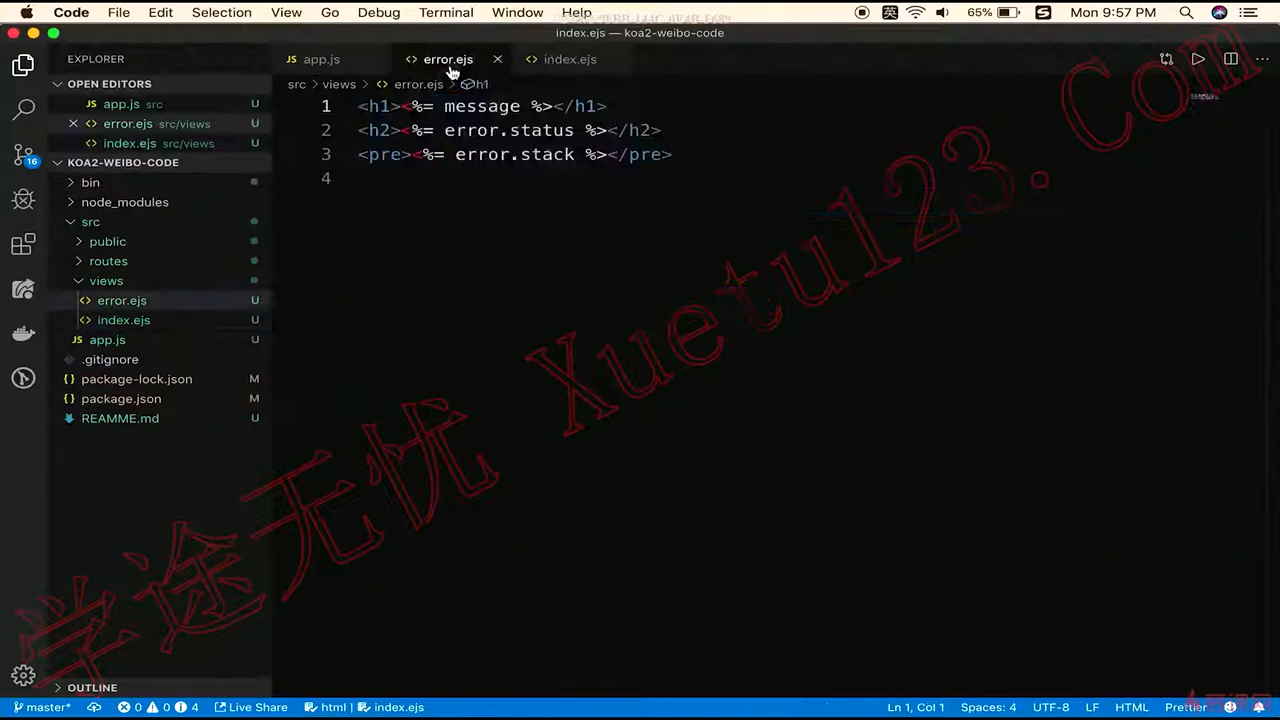 Code File Edit Selection View Go Debug Terminal Window Help
英 65% S Mon 9:57 PM
index.ejs — koa2-weibo-code
EXPLORER
OPEN EDITORS
JS app.js src U
error.ejs src/views U
index.ejs src/views U
KOA2-WEIBO-CODE
bin
node_modules
src
public
routes
views
error.ejs U
index.ejs U
JS app.js U
.gitignore
package-lock.json M
package.json M
REAMME.md U
OUTLINE
16
JS app.js
error.ejs
index.ejs
src > views > error.ejs > h1
1 <h1><%= message %></h1>
2 <h2><%= error.status %></h2>
3 <pre><%= error.stack %></pre>
4
学途无忧 Xuetu123.Com
master* 0 0 4 Live Share html | index.ejs Ln 1, Col 1 Spaces: 4 UTF-8 LF HTML Prettier